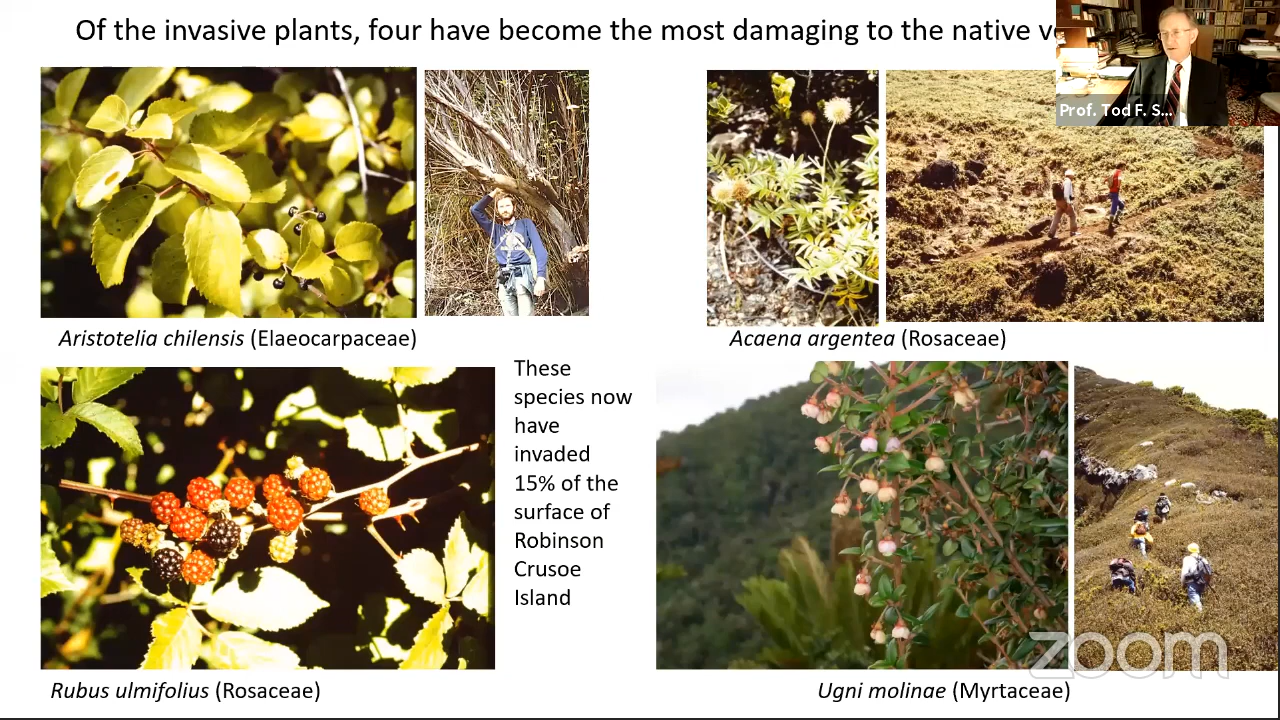 Of the invasive plants, four have become the most damaging to the native
Prof. Tod F. S...
Aristotelia chilensis (Elaeocarpaceae)
Acaena argentea (Rosaceae)
These
species now
have
invaded
15% of the
surface of
Robinson
Crusoe
Island
Rubus ulmifolius (Rosaceae)
Ugni molinae (Myrtaceae)
zoom